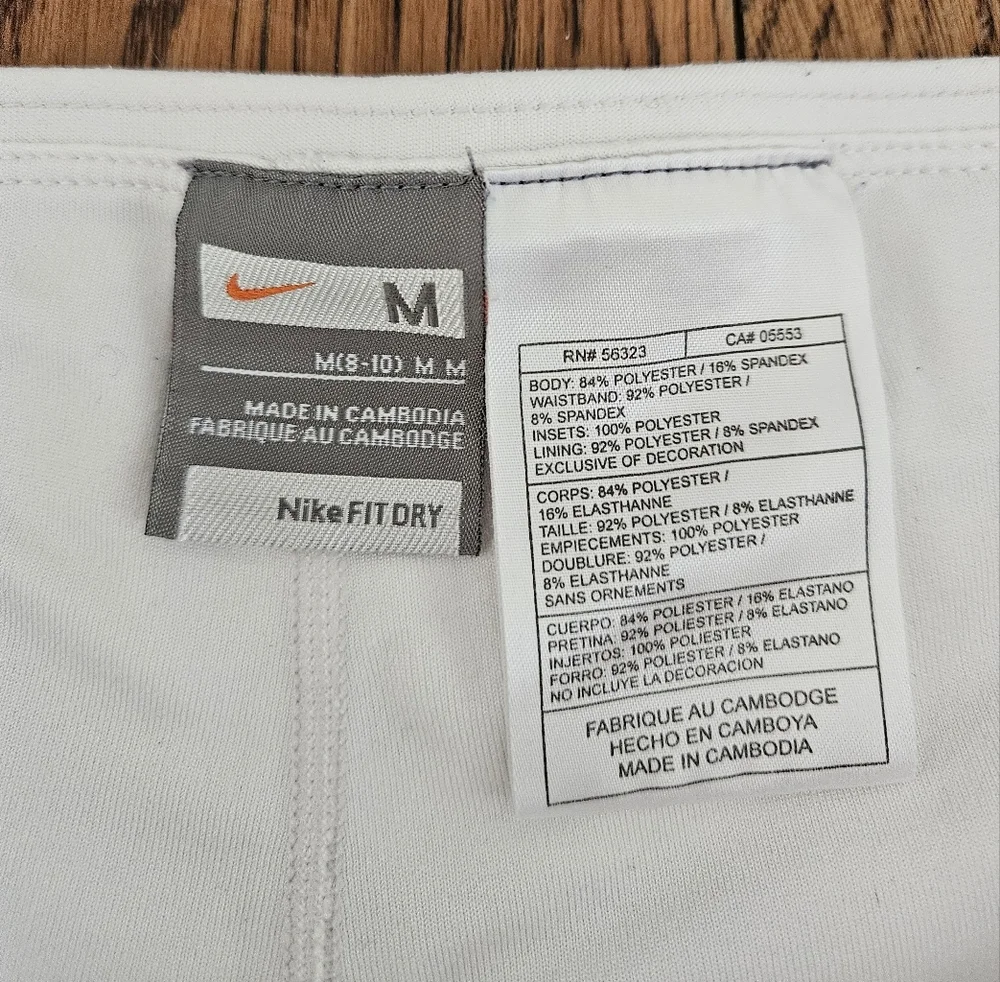 M
M(8-10) M M
MADE IN CAMBODIA
FABRIQUE AU CAMBODGE
Nike FIT DRY
RN# 56323
CA# 05553
BODY: 84% POLYESTER / 16% SPANDEX
WAISTBAND: 92% POLYESTER /
8% SPANDEX
INSETS: 100% POLYESTER
LINING: 92% POLYESTER / 8% SPANDEX
EXCLUSIVE OF DECORATION
CORPS: 84% POLYESTER /
16% ELASTHANNE
TAILLE: 92% POLYESTER / 8% ELASTHANNE
EMPIECEMENTS: 100% POLYESTER
DOUBLURE: 92% POLYESTER /
8% ELASTHANNE
SANS ORNEMENTS
CUERPO: 84% POLIESTER / 16% ELASTANO
PRETINA: 92% POLIESTER / 8% ELASTANO
INJERTOS: 100% POLIESTER
FORRO: 92% POLIESTER / 8% ELASTANO
NO INCLUYE LA DECORACION
FABRIQUE AU CAMBODGE
HECHO EN CAMBOYA
MADE IN CAMBODIA